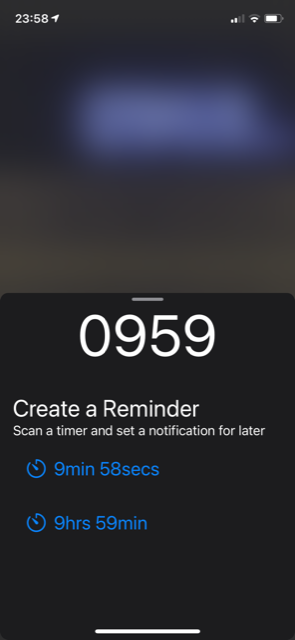 23:58
0959
Create a Reminder
Scan a timer and set a notification for later
9min 58secs
9hrs 59min